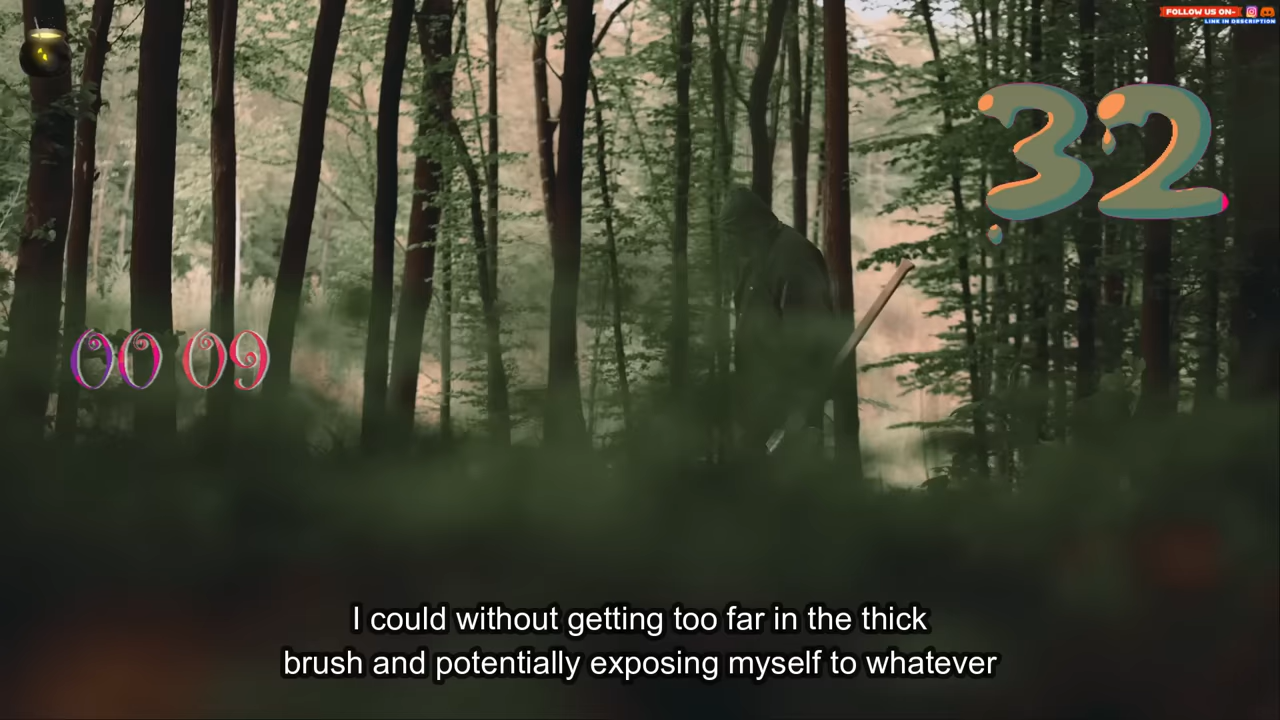 FOLLOW US ON-
LINK IN DESCRIPTION
32
00 09
I could without getting too far in the thick
brush and potentially exposing myself to whatever